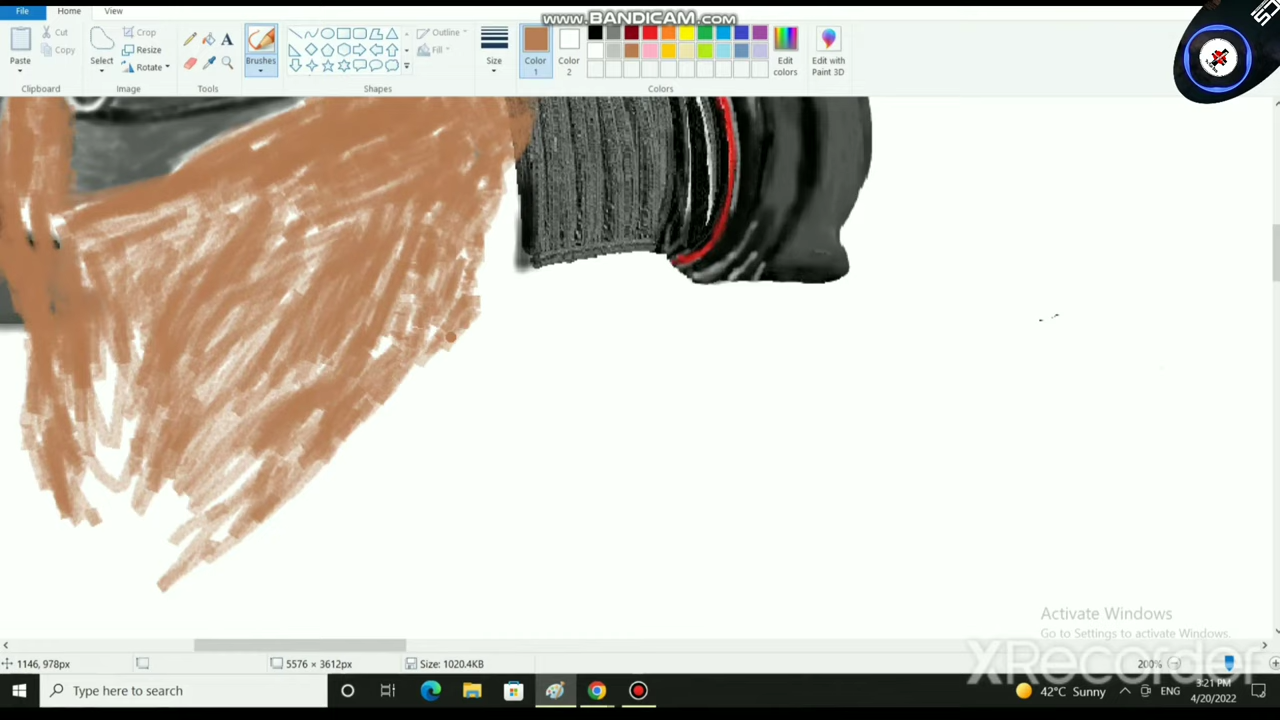 www.BANDICAM.com
File Home View
Paste
Cut
Copy
Clipboard
Select
Crop
Resize
Rotate
Image
A
Tools
Brushes
Outline
Fill
Shapes
Size
Color 1
Color 2
Edit colors
Colors
Edit with Paint 3D
Activate Windows
Go to Settings to activate Windows.
XRecorder
1146, 978px
5576 × 3612px
Size: 1020.4KB
200%
Type here to search
42°C Sunny
ENG
3:21 PM
4/20/2022